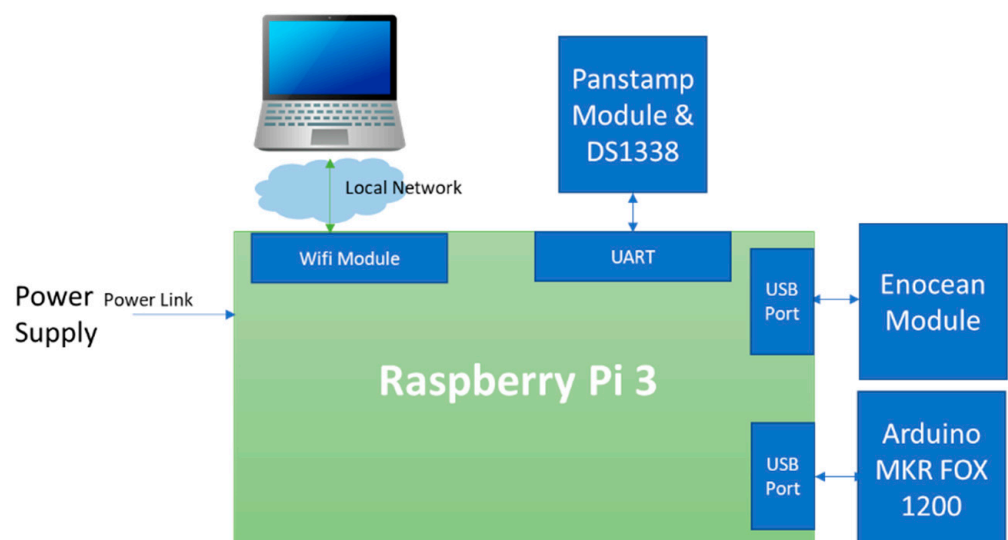 Panstamp
Module &
DS1338
Local Network
Wifi Module
UART
USB
Port
Enocean
Module
Power
Supply
Power Link
Raspberry Pi 3
USB
Port
Arduino
MKR FOX
1200